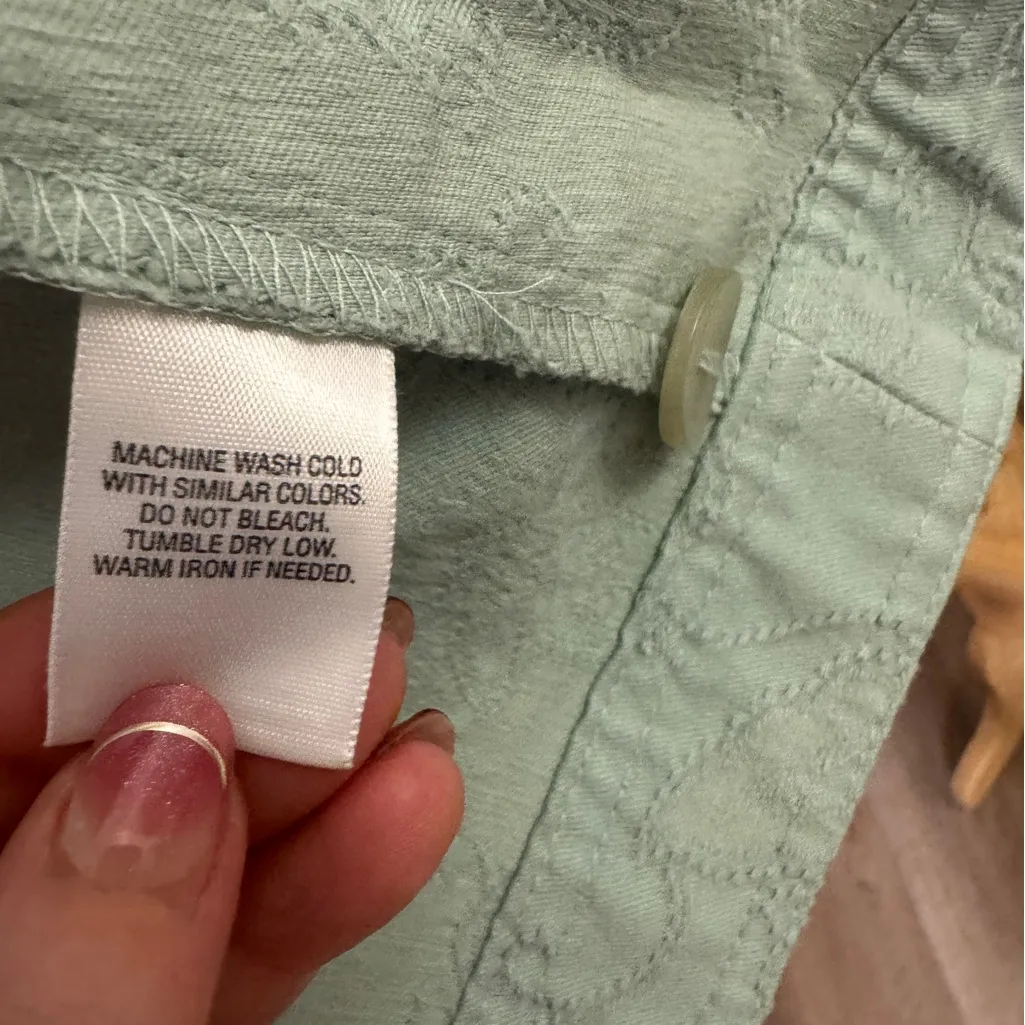 MACHINE WASH COLD
WITH SIMILAR COLORS.
DO NOT BLEACH.
TUMBLE DRY LOW.
WARM IRON IF NEEDED.